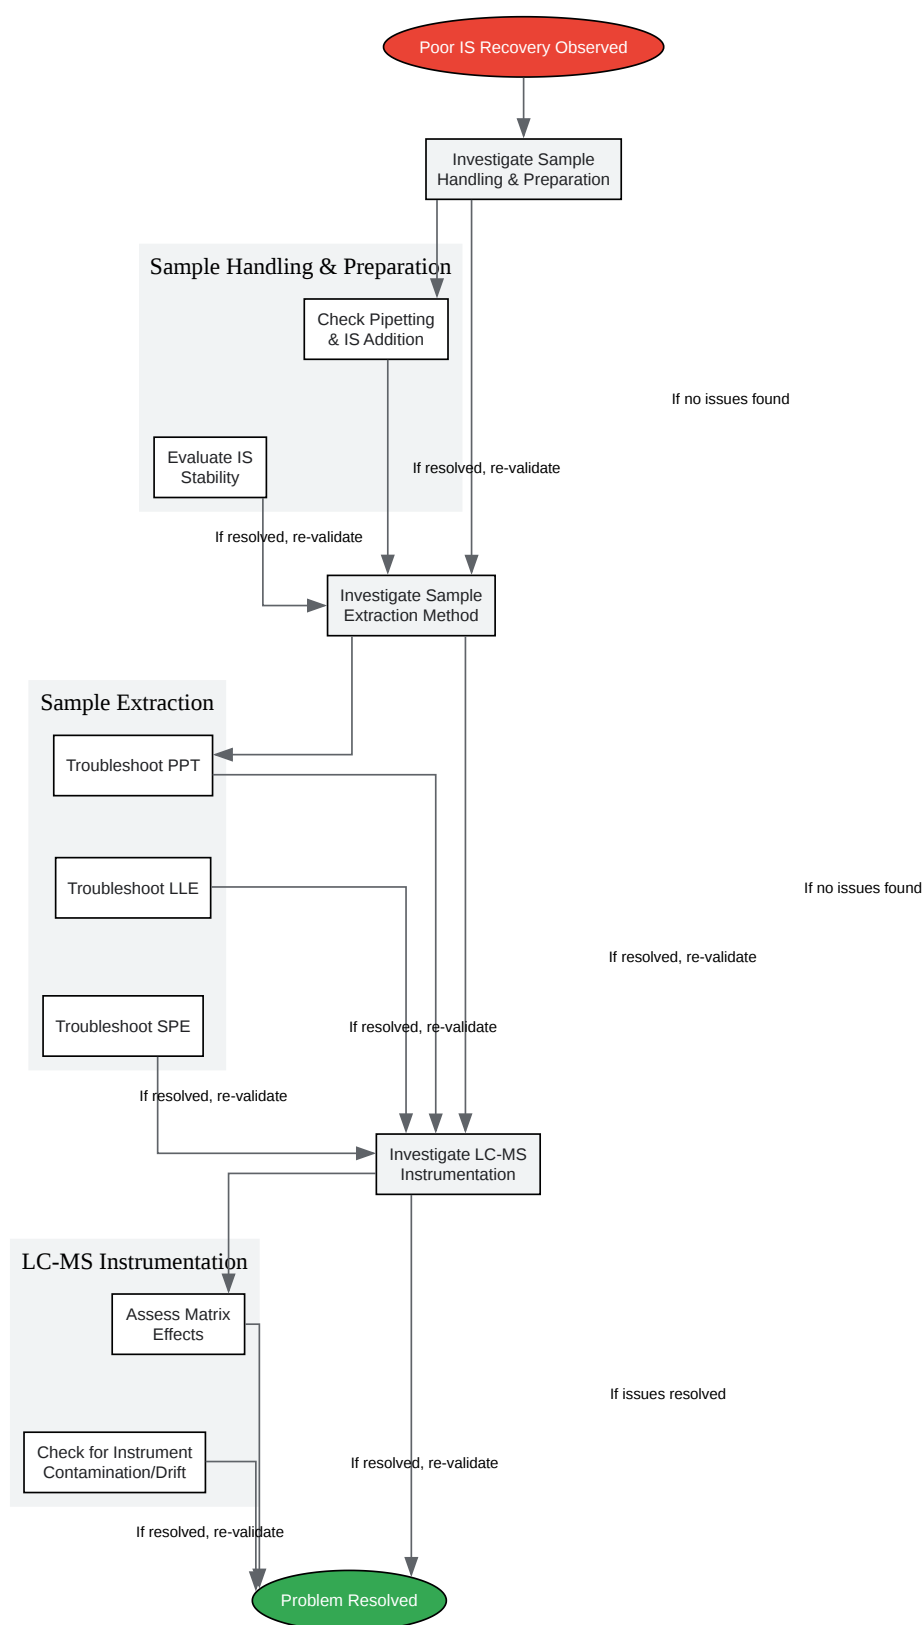 Poor IS Recovery Observed
Investigate Sample
Handling & Preparation
Sample Handling & Preparation
Check Pipetting
& IS Addition
If no issues found
Evaluate IS
Stability
If resolved, re-validate
If resolved, re-validate
Investigate Sample
Extraction Method
Sample Extraction
Troubleshoot PPT
Troubleshoot LLE
If no issues found
If resolved, re-validate
Troubleshoot SPE
If resolved, re-validate
If resolved, re-validate
Investigate LC-MS
Instrumentation
LC-MS Instrumentation
Assess Matrix
Effects
If issues resolved
Check for Instrument
Contamination/Drift
If resolved, re-validate
If resolved, re-validate
Problem Resolved